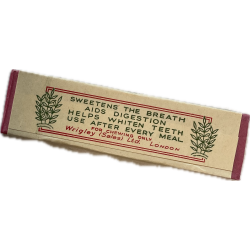 SWEETENS THE BREATH
AIDS DIGESTION
HELPS WHITEN TEETH
USE AFTER EVERY MEAL
FOR CHEWING ONLY
Wrigley (Sales) Ltd. London